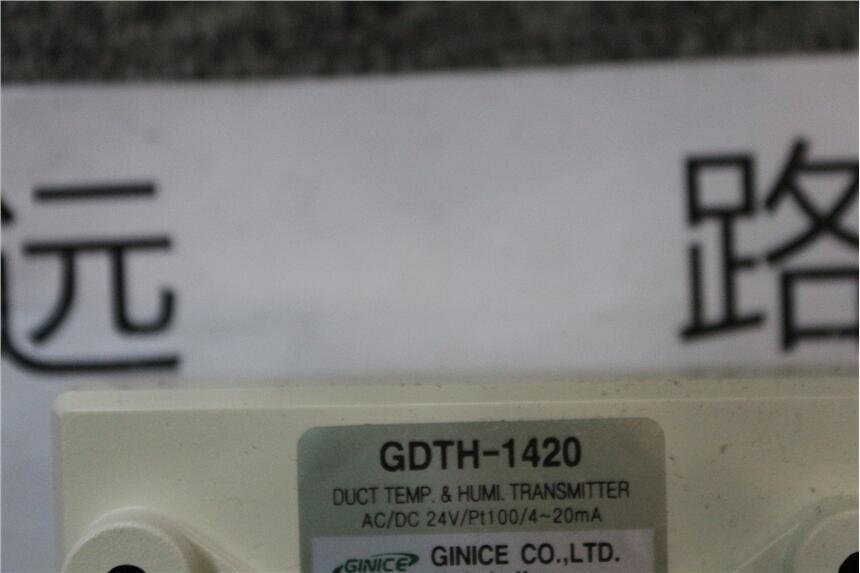 远 路
GDTH-1420
DUCT TEMP. & HUMI. TRANSMITTER
AC/DC 24V/Pt100/4~20mA
GINICE GINICE CO.,LTD.